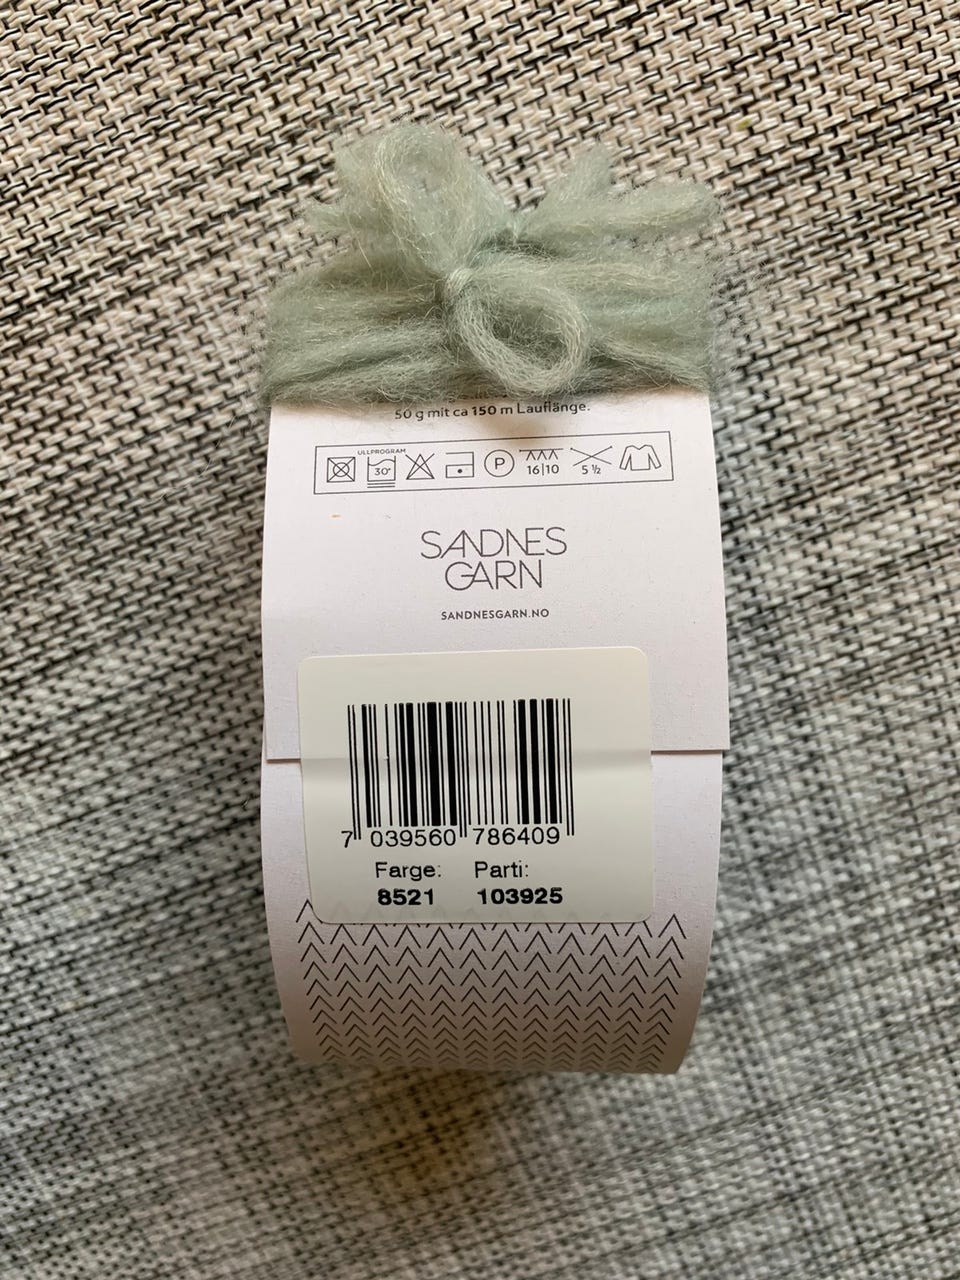 50 g mit ca 150 m Lauflänge.
ULLPROGRAM
30° P 16|10 5 ½
SANDNES
GARN
SANDNESGARN.NO
7 039560 786409
Farge: Parti:
8521 103925